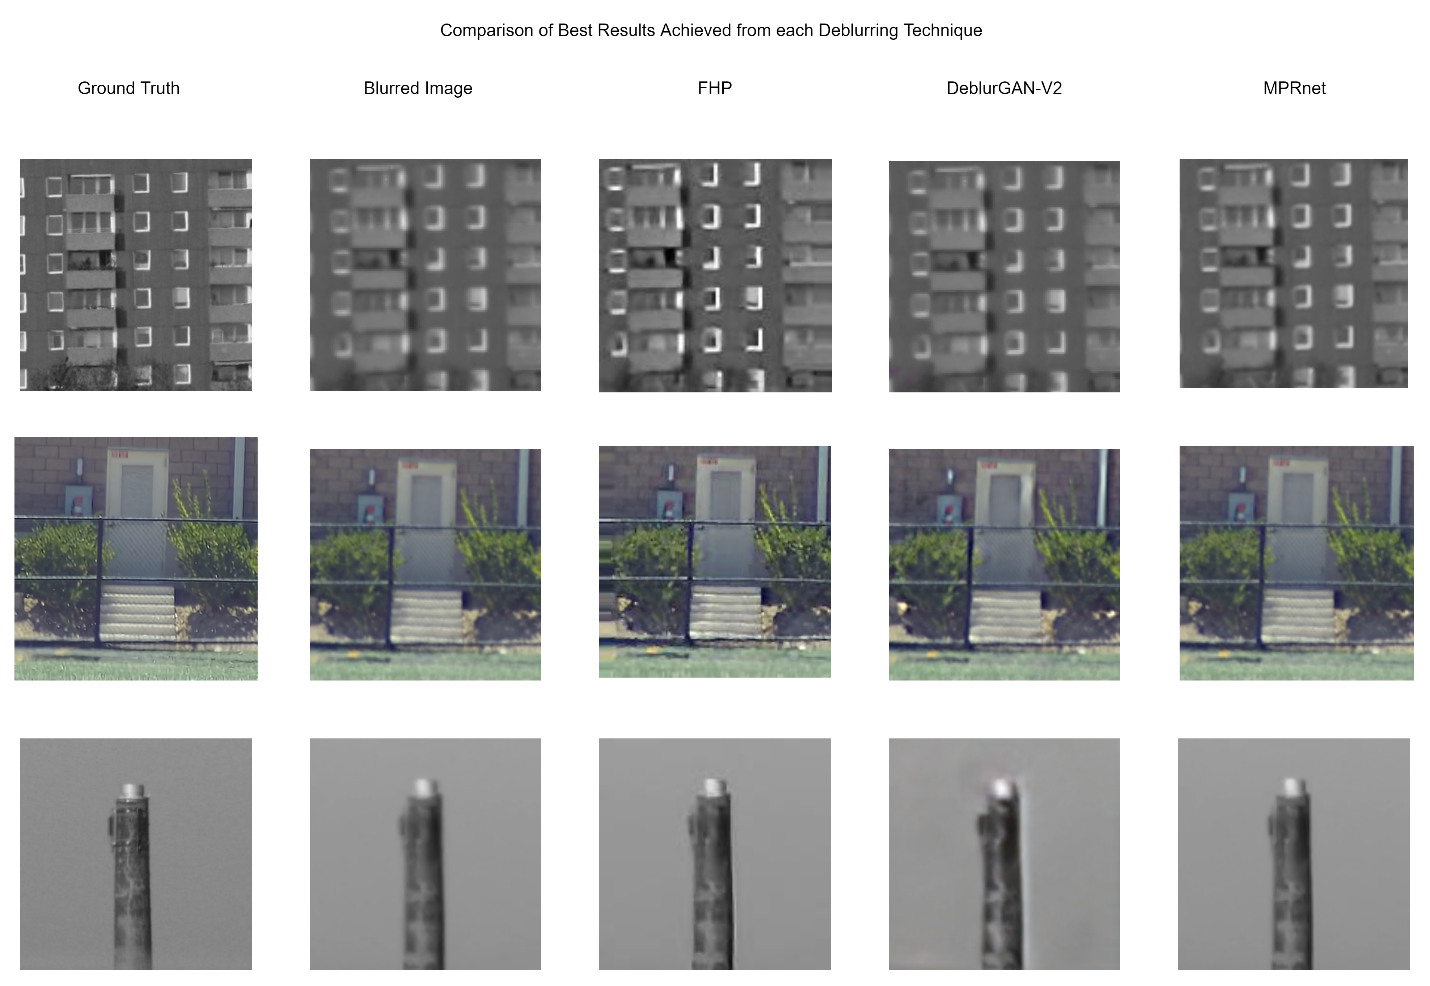 Comparison of Best Results Achieved from each Deblurring Technique
Ground Truth
Blurred Image
FHP
DeblurGAN-V2
MPRnet